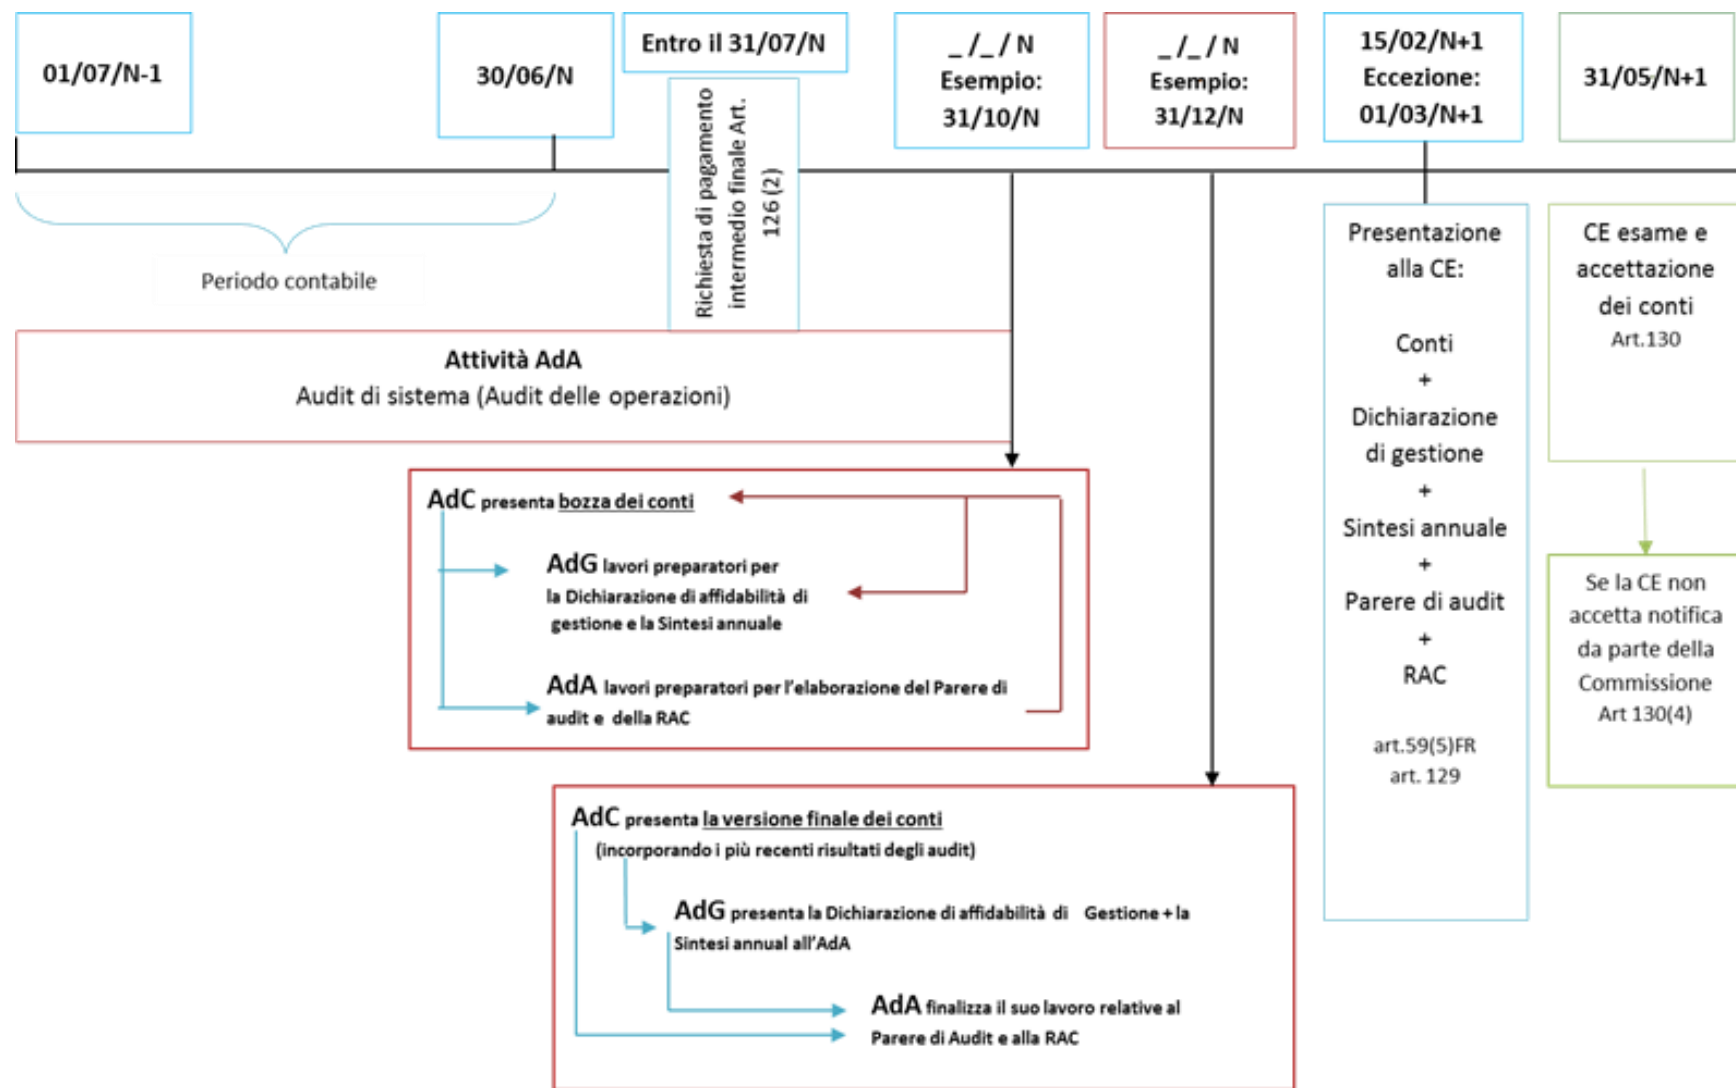 01/07/N-1
30/06/N
Entro il 31/07/N
_ /_ / N
Esempio:
31/10/N
_ /_ / N
Esempio:
31/12/N
15/02/N+1
Eccezione:
01/03/N+1
31/05/N+1
Periodo contabile
Richiesta di pagamento
intermedio finale Art.
126 (2)
Attività AdA
Audit di sistema (Audit delle operazioni)
AdC presenta bozza dei conti
AdG lavori preparatori per
la Dichiarazione di affidabilità di
gestione e la Sintesi annuale
AdA lavori preparatori per l'elaborazione del Parere di
audit e della RAC
AdC presenta la versione finale dei conti
(incorporando i più recenti risultati degli audit)
AdG presenta la Dichiarazione di affidabilità di Gestione + la
Sintesi annual all'AdA
AdA finalizza il suo lavoro relative al
Parere di Audit e alla RAC
Presentazione
alla CE:
Conti
+
Dichiarazione
di gestione
+
Sintesi annuale
+
Parere di audit
+
RAC
art.59(5)FR
art. 129
CE esame e
accettazione
dei conti
Art.130
Se la CE non
accetta notifica
da parte della
Commissione
Art 130(4)